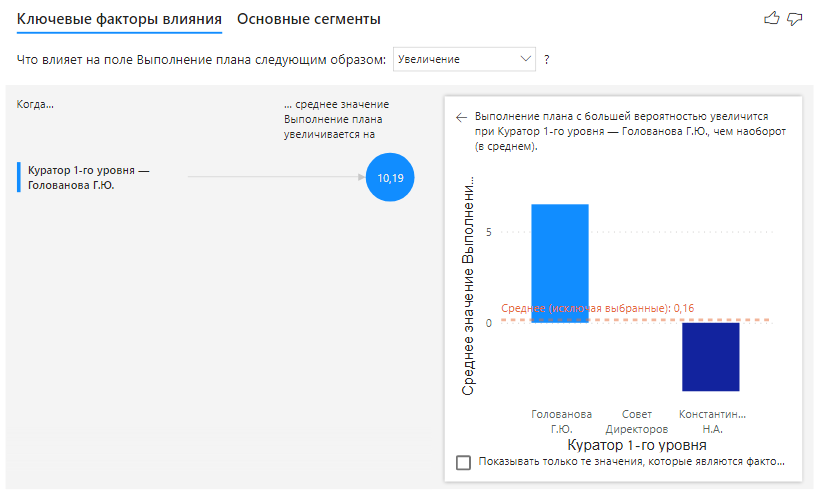 Ключевые факторы влияния Основные сегменты
Что влияет на поле Выполнение плана следующим образом: Увеличение ?
Когда...
... среднее значение
Выполнение плана
увеличивается на
Куратор 1-го уровня —
Голованова Г.Ю.
10,19
Выполнение плана с большей вероятностью увеличится
при Куратор 1-го уровня — Голованова Г.Ю., чем наоборот
(в среднем).
Среднее значение Выполнени...
5
Среднее (исключая выбранные): 0,16
0
Голованова
Г.Ю.
Совет
Директоров
Константин...
Н.А.
Куратор 1-го уровня
Показывать только те значения, которые являются факто...